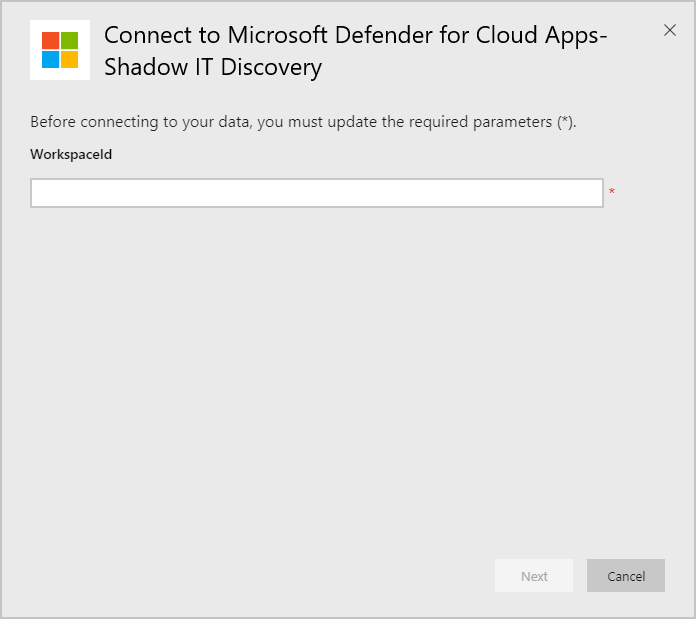 Connect to Microsoft Defender for Cloud Apps-
Shadow IT Discovery
Before connecting to your data, you must update the required parameters (*).
WorkspaceId
*
Next
Cancel